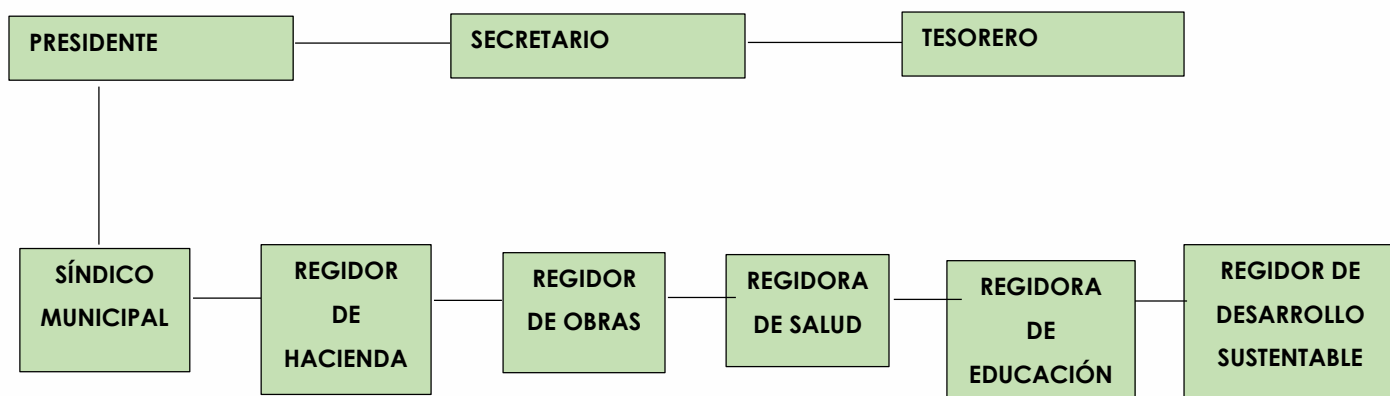 PRESIDENTE
SECRETARIO
TESORERO
SÍNDICO
MUNICIPAL
REGIDOR
DE
HACIENDA
REGIDOR
DE OBRAS
REGIDORA
DE SALUD
REGIDORA
DE
EDUCACIÓN
REGIDOR DE
DESARROLLO
SUSTENTABLE